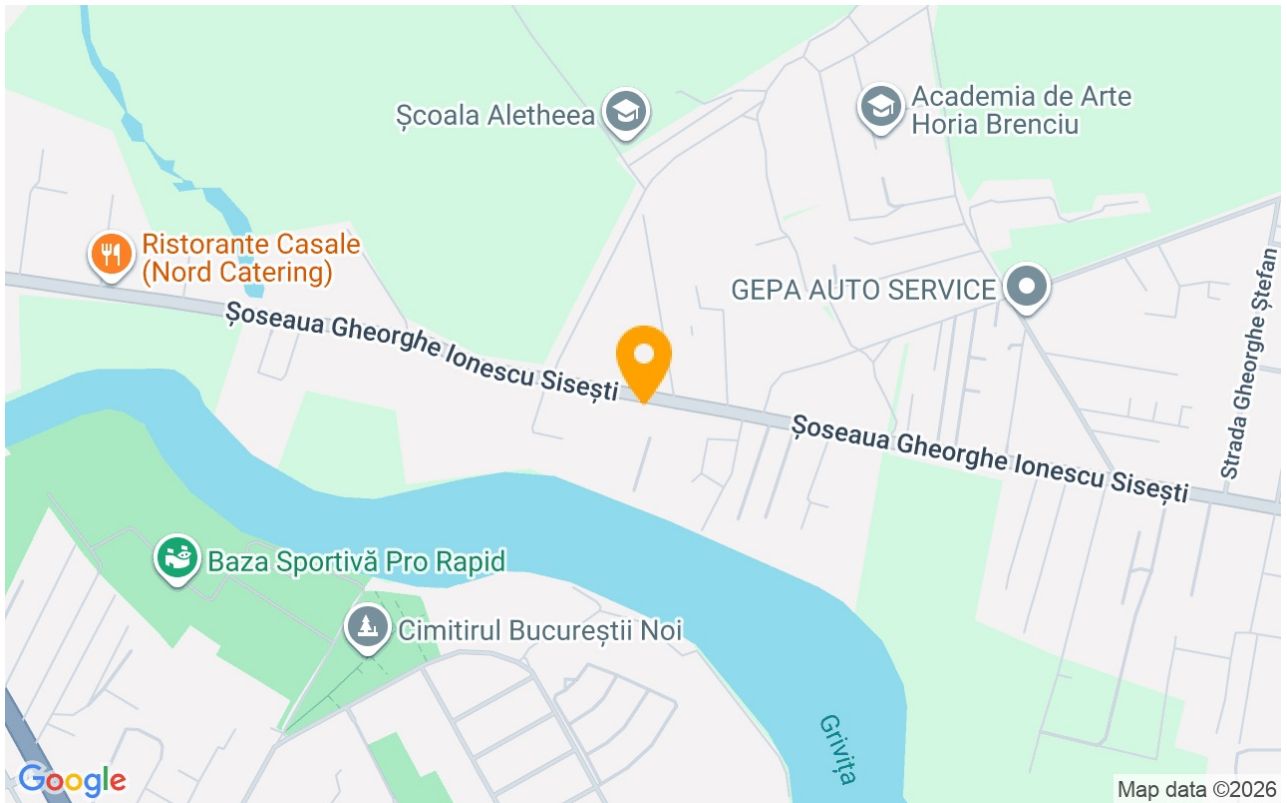 Școala Aletheea
Academia de Arte
Horia Brenciu
Ristorante Casale
(Nord Catering)
GEPA AUTO SERVICE
Strada Gheorghe Ștefan
Șoseaua Gheorghe Ionescu Sisești
Șoseaua Gheorghe Ionescu Sisești
Baza Sportivă Pro Rapid
Cimitirul Bucureștii Noi
Grivița
Google
Map data ©2026